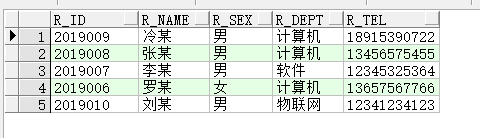 R_ID R_NAME R_SEX R_DEPT R_TEL
1 2019009 冷某 男 计算机 18915390722
2 2019008 张某 男 计算机 13456575455
3 2019007 李某 男 软件 12345325364
4 2019006 罗某 女 计算机 13657567766
5 2019010 刘某 男 物联网 12341234123